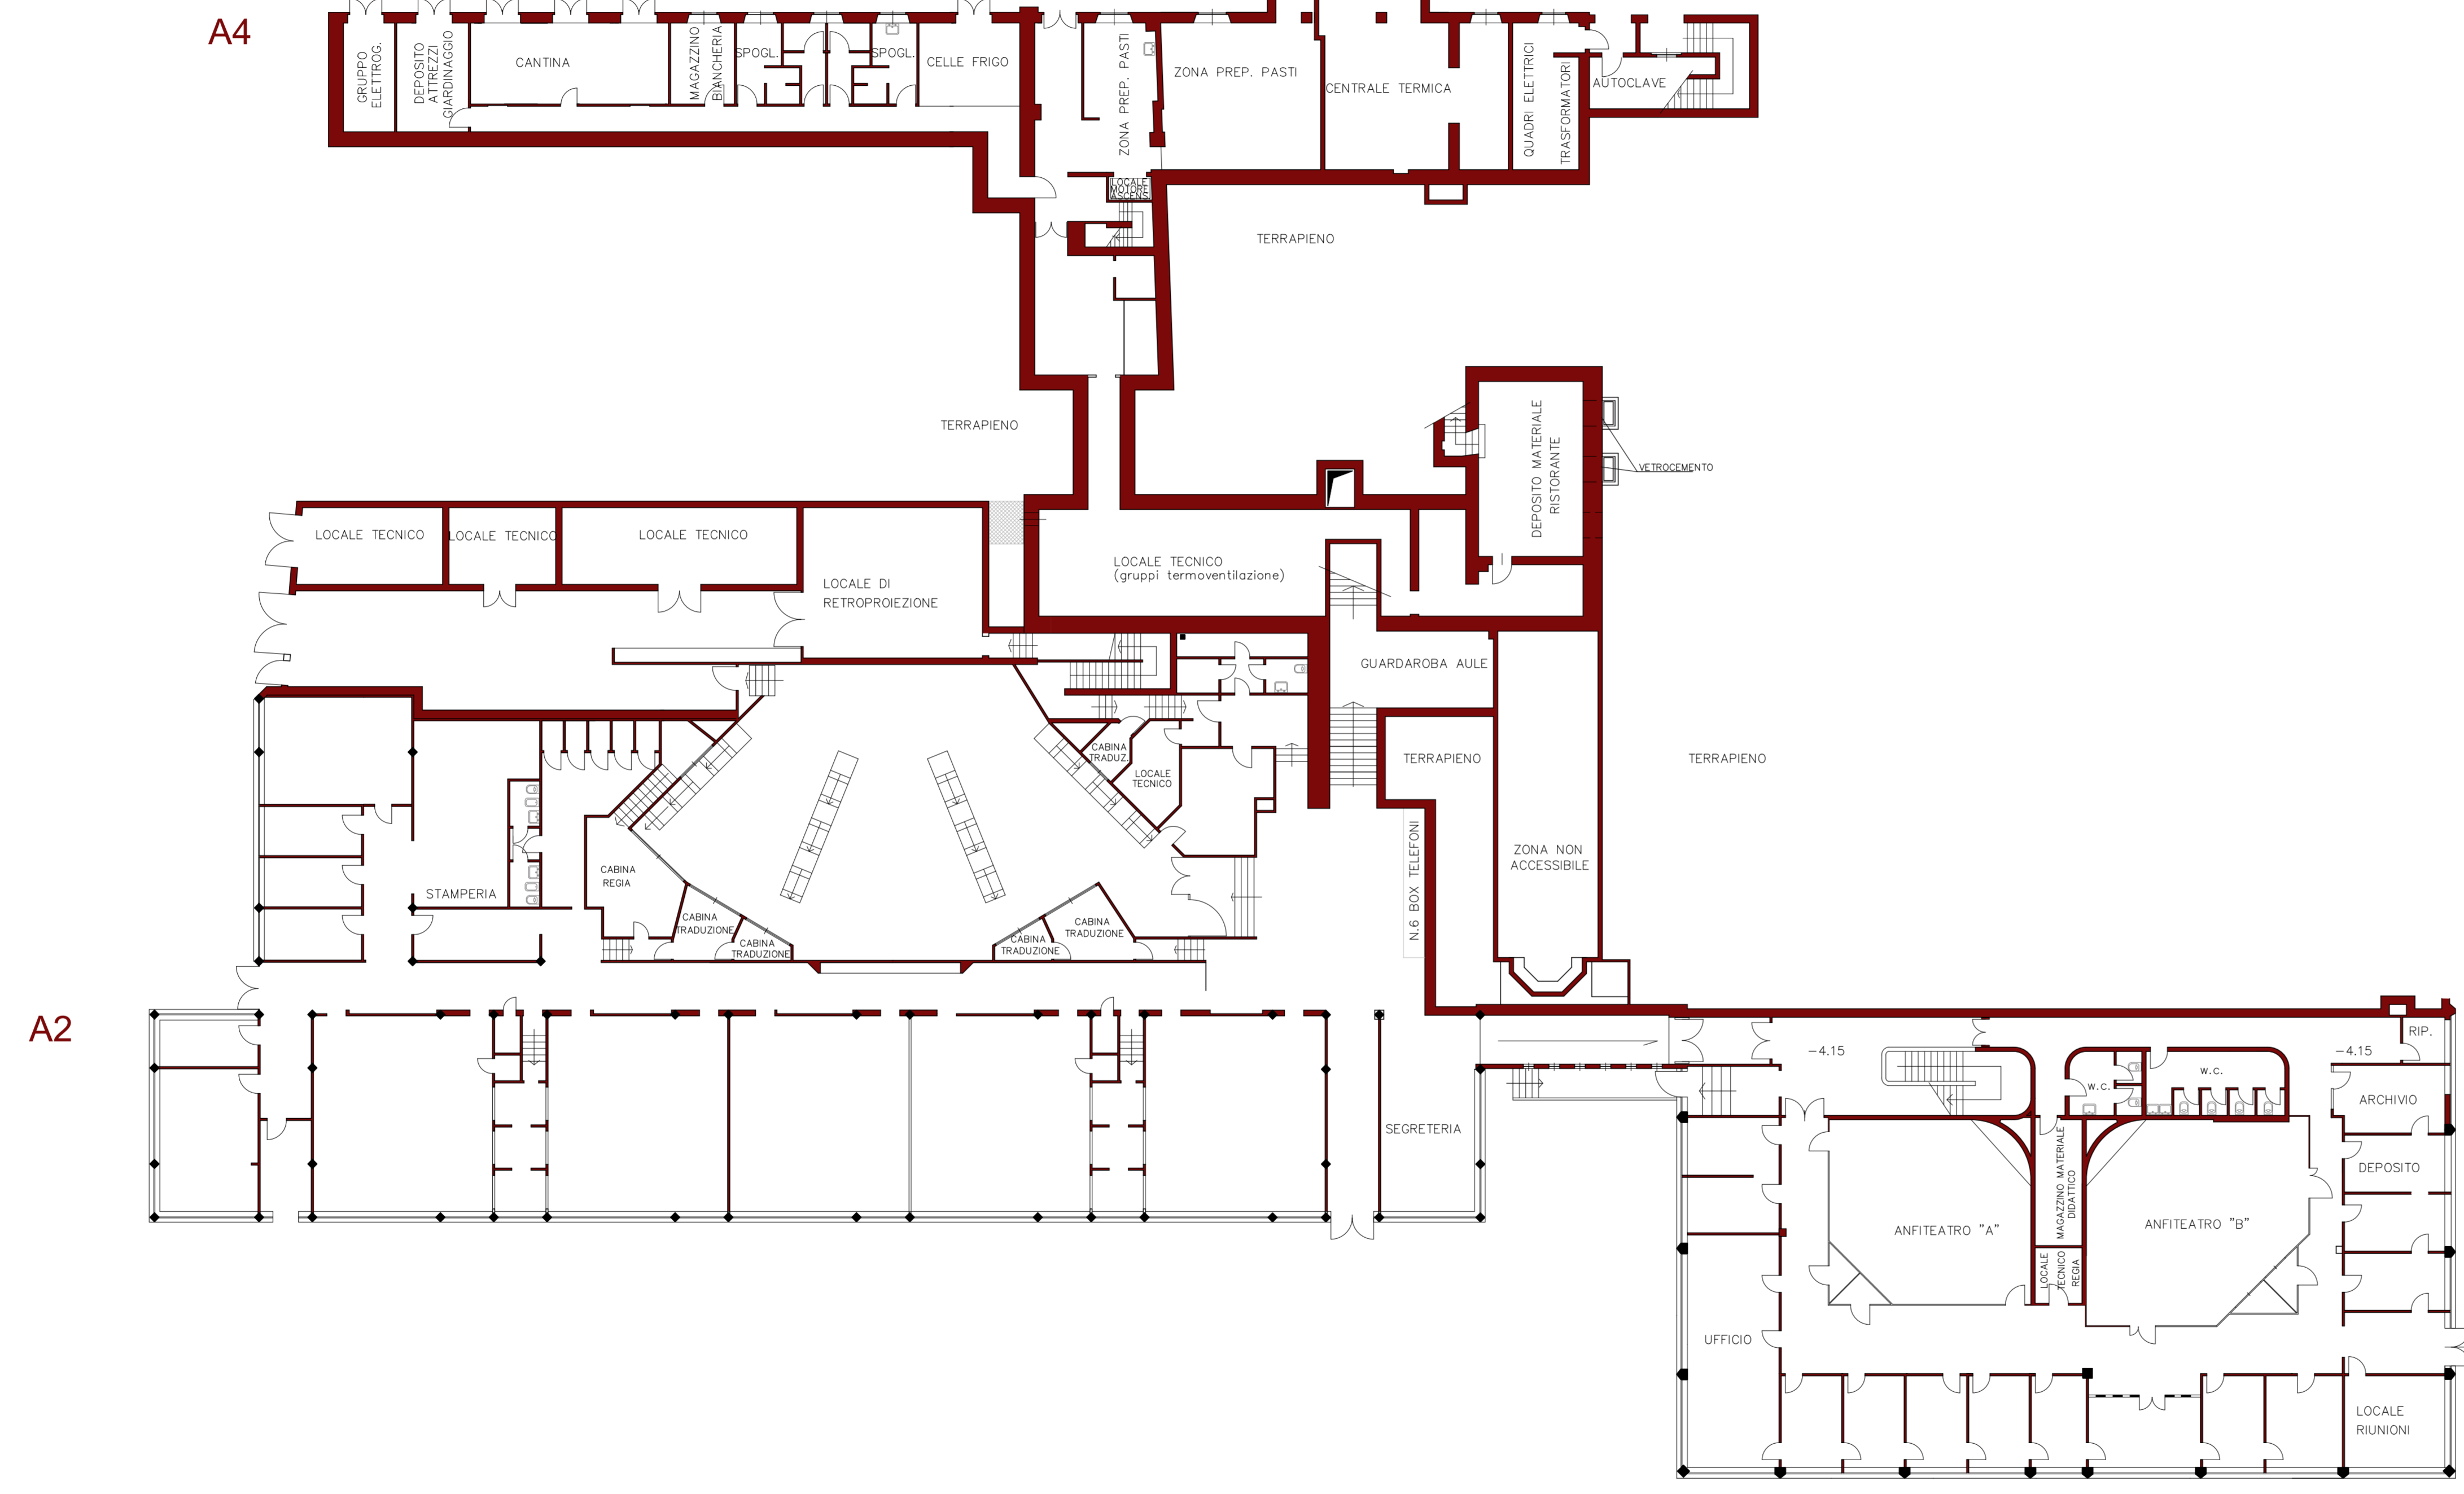 A4
GRUPPO
ELETTROG.
DEPOSITO
ATTREZZI
GIARDINAGGIO
CANTINA
MAGAZZINO
BIANCHERIA
SPOGL.
SPOGL.
CELLE FRIGO
ZONA PREP. PASTI
ZONA PREP. PASTI
CENTRALE TERMICA
QUADRI ELETTRICI
TRASFORMATORI
AUTOCLAVE
LOCALE
MOTORE
ASCENS.
TERRAPIENO
TERRAPIENO
DEPOSITO MATERIALE
RISTORANTE
VETROCEMENTO
LOCALE TECNICO
LOCALE TECNICO
LOCALE TECNICO
LOCALE DI
RETROPROIEZIONE
LOCALE TECNICO
(gruppi termoventilazione)
GUARDAROBA AULE
CABINA
TRADUZ.
LOCALE
TECNICO
TERRAPIENO
TERRAPIENO
ZONA NON
ACCESSIBILE
N.6 BOX TELEFONI
STAMPERIA
CABINA
REGIA
CABINA
TRADUZIONE
CABINA
TRADUZIONE
CABINA
TRADUZIONE
CABINA
TRADUZIONE
A2
SEGRETERIA
-4.15
W.C.
W.C.
-4.15
RIP.
ARCHIVIO
DEPOSITO
MAGAZZINO MATERIALE
DIDATTICO
ANFITEATRO "A"
ANFITEATRO "B"
LOCALE
TECNICO
REGIA
UFFICIO
LOCALE
RIUNIONI